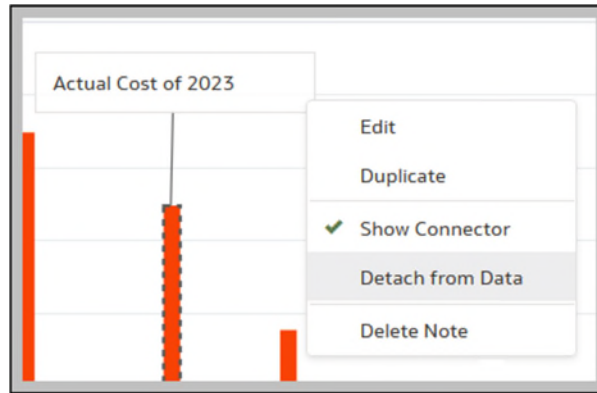 Actual Cost of 2023
Edit
Duplicate
Show Connector
Detach from Data
Delete Note